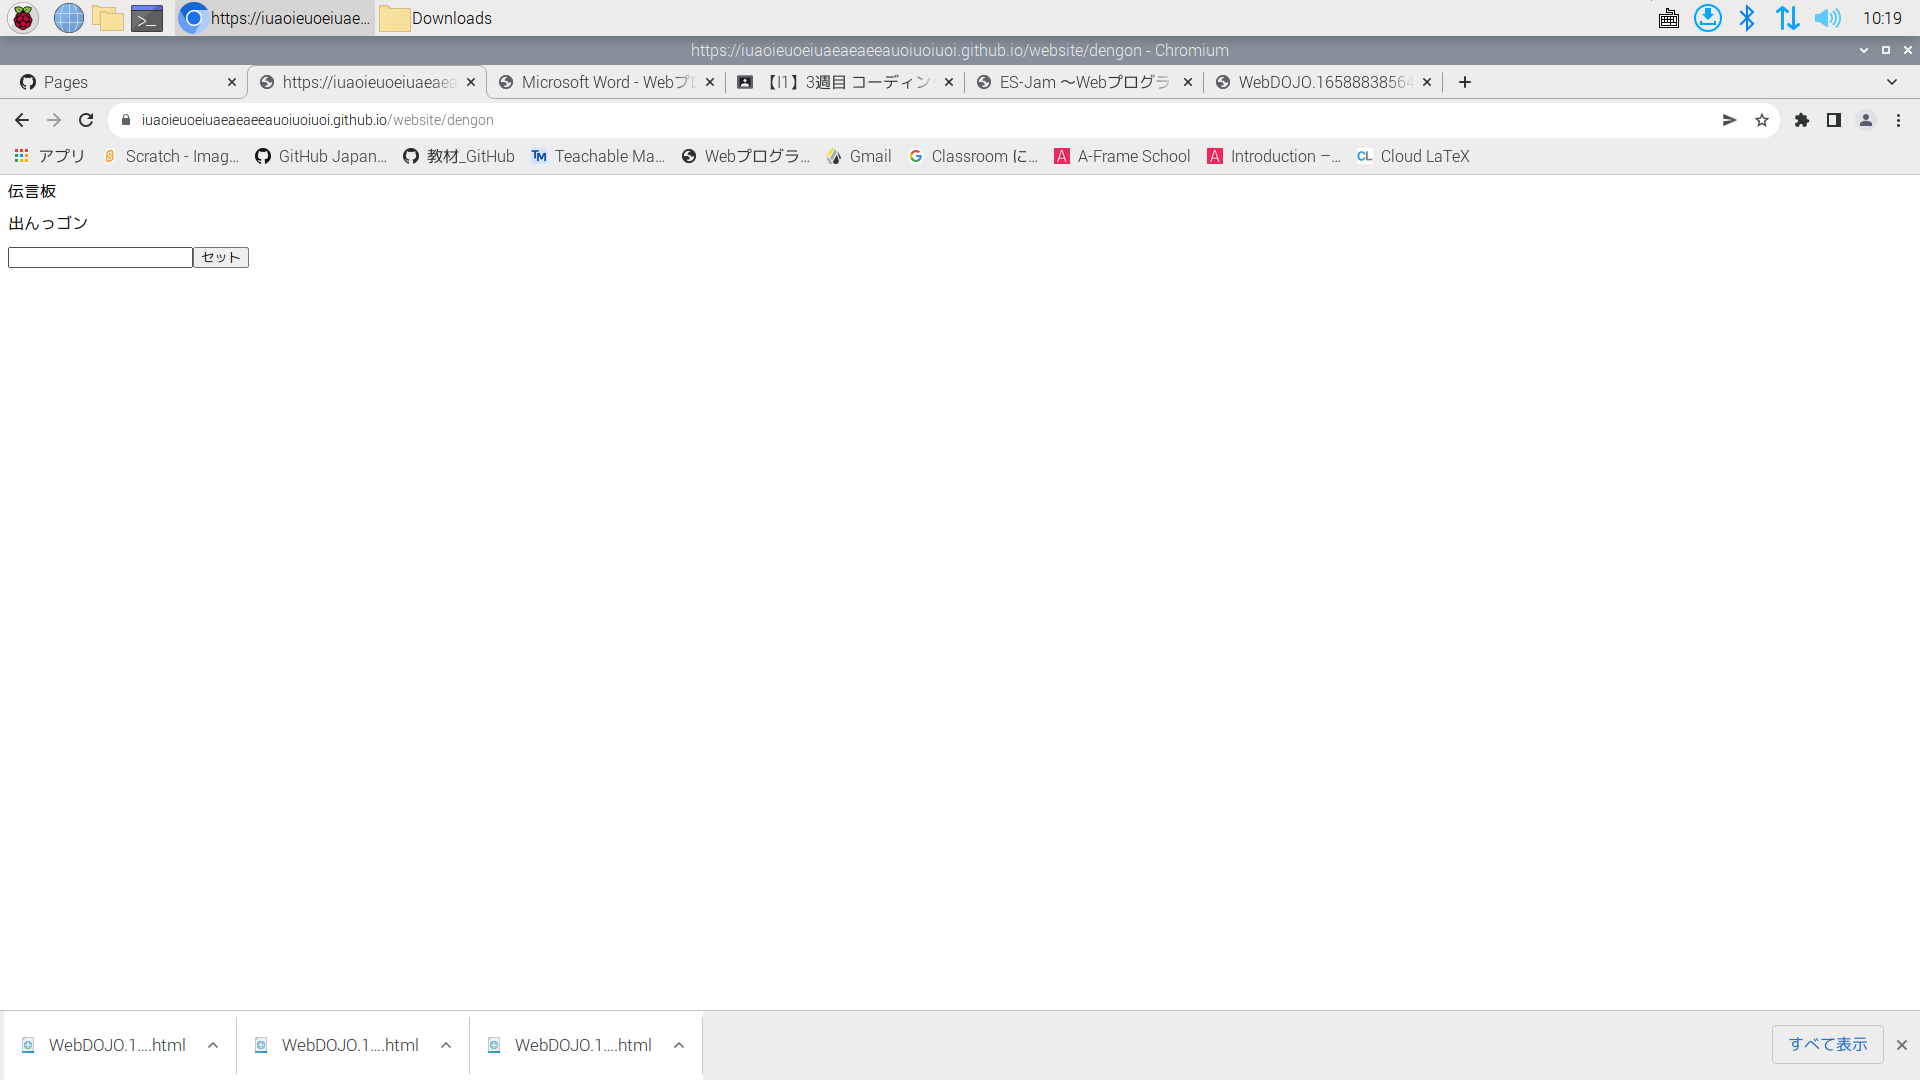 https://iuaoieuoeiuae...
Downloads
10:19
https://iuaoieuoeiuaeaeaeeauoiuoiuoi.github.io/website/dengon - Chromium
Pages
https://iuaoieuoeiuaeaea
Microsoft Word - Webプロ
【I1】3週目 コーディング
ES-Jam 〜Webプログラ
WebDOJO.16588838564
iuaoieuoeiuaeaeaeeauoiuoiuoi.github.io/website/dengon
アプリ
Scratch - Imag...
GitHub Japan...
教材_GitHub
TM
Teachable Ma...
Webプログラ...
Gmail
Classroom に...
A-Frame School
Introduction –...
CL
Cloud LaTeX
伝言板
出んっゴン
セット
WebDOJO.1....html
WebDOJO.1....html
WebDOJO.1....html
すべて表示